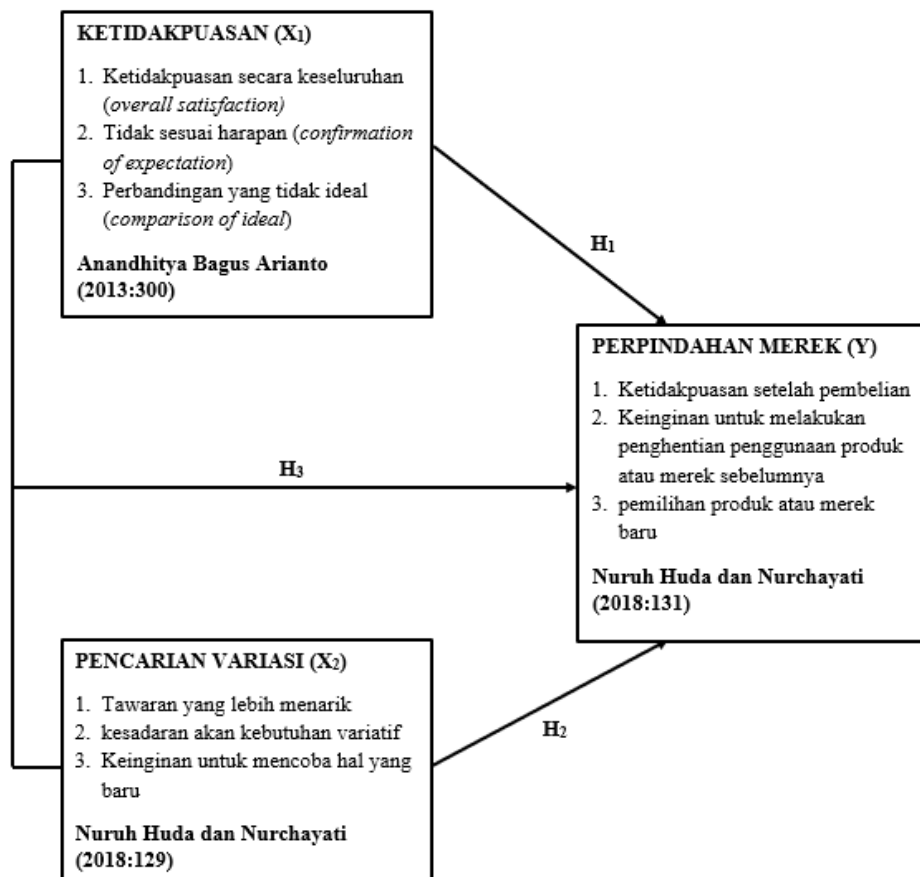 KETIDAKPUASAN (X₁)
1. Ketidakpuasan secara keseluruhan
(overall satisfaction)
2. Tidak sesuai harapan (confirmation
of expectation)
3. Perbandingan yang tidak ideal
(comparison of ideal)
Anandhitya Bagus Arianto
(2013:300)
H₁
PERPINDAHAN MEREK (Y)
1. Ketidakpuasan setelah pembelian
2. Keinginan untuk melakukan
penghentian penggunaan produk
atau merek sebelumnya
3. pemilihan produk atau merek
baru
Nuruh Huda dan Nurchayati
(2018:131)
H₃
PENCARIAN VARIASI (X₂)
1. Tawaran yang lebih menarik
2. kesadaran akan kebutuhan variatif
3. Keinginan untuk mencoba hal yang
baru
Nuruh Huda dan Nurchayati
(2018:129)
H₂